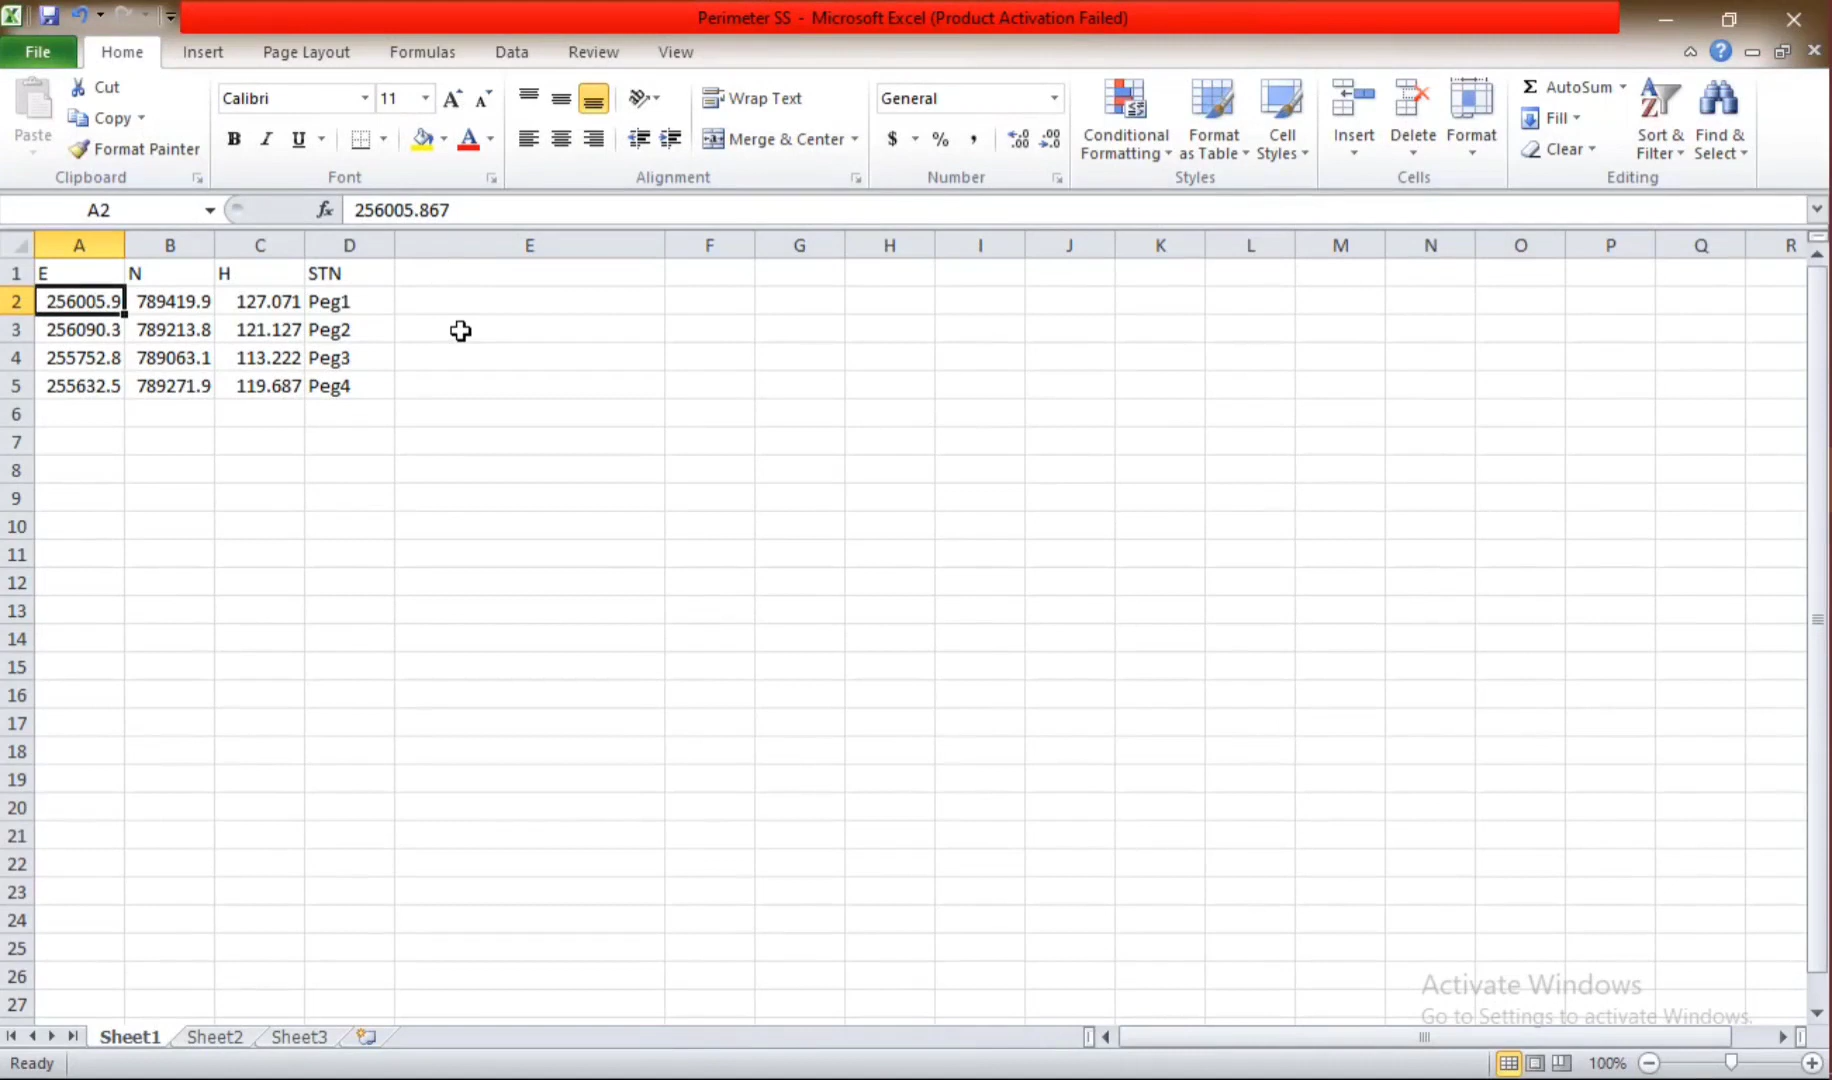 Perimeter SS - Microsoft Excel (Product Activation Failed)
File Home Insert Page Layout Formulas Data Review View
Paste Cut Copy Format Painter Clipboard
Calibri 11 A A B I U A Font
Wrap Text Merge & Center Alignment
General $ % , .00 .00 Number
Conditional Formatting Format as Table Cell Styles Styles
Insert Delete Format Cells
Σ AutoSum Fill Clear Sort & Filter Find & Select Editing
A2 fx 256005.867
A B C D E F G H I J K L M N O P Q R
1 E N H STN
2 256005.9 789419.9 127.071 Peg1
3 256090.3 789213.8 121.127 Peg2
4 255752.8 789063.1 113.222 Peg3
5 255632.5 789271.9 119.687 Peg4
6
7
8
9
10
11
12
13
14
15
16
17
18
19
20
21
22
23
24
25
26
27
Activate Windows
Go to Settings to activate Windows.
Sheet1 Sheet2 Sheet3
Ready 100%